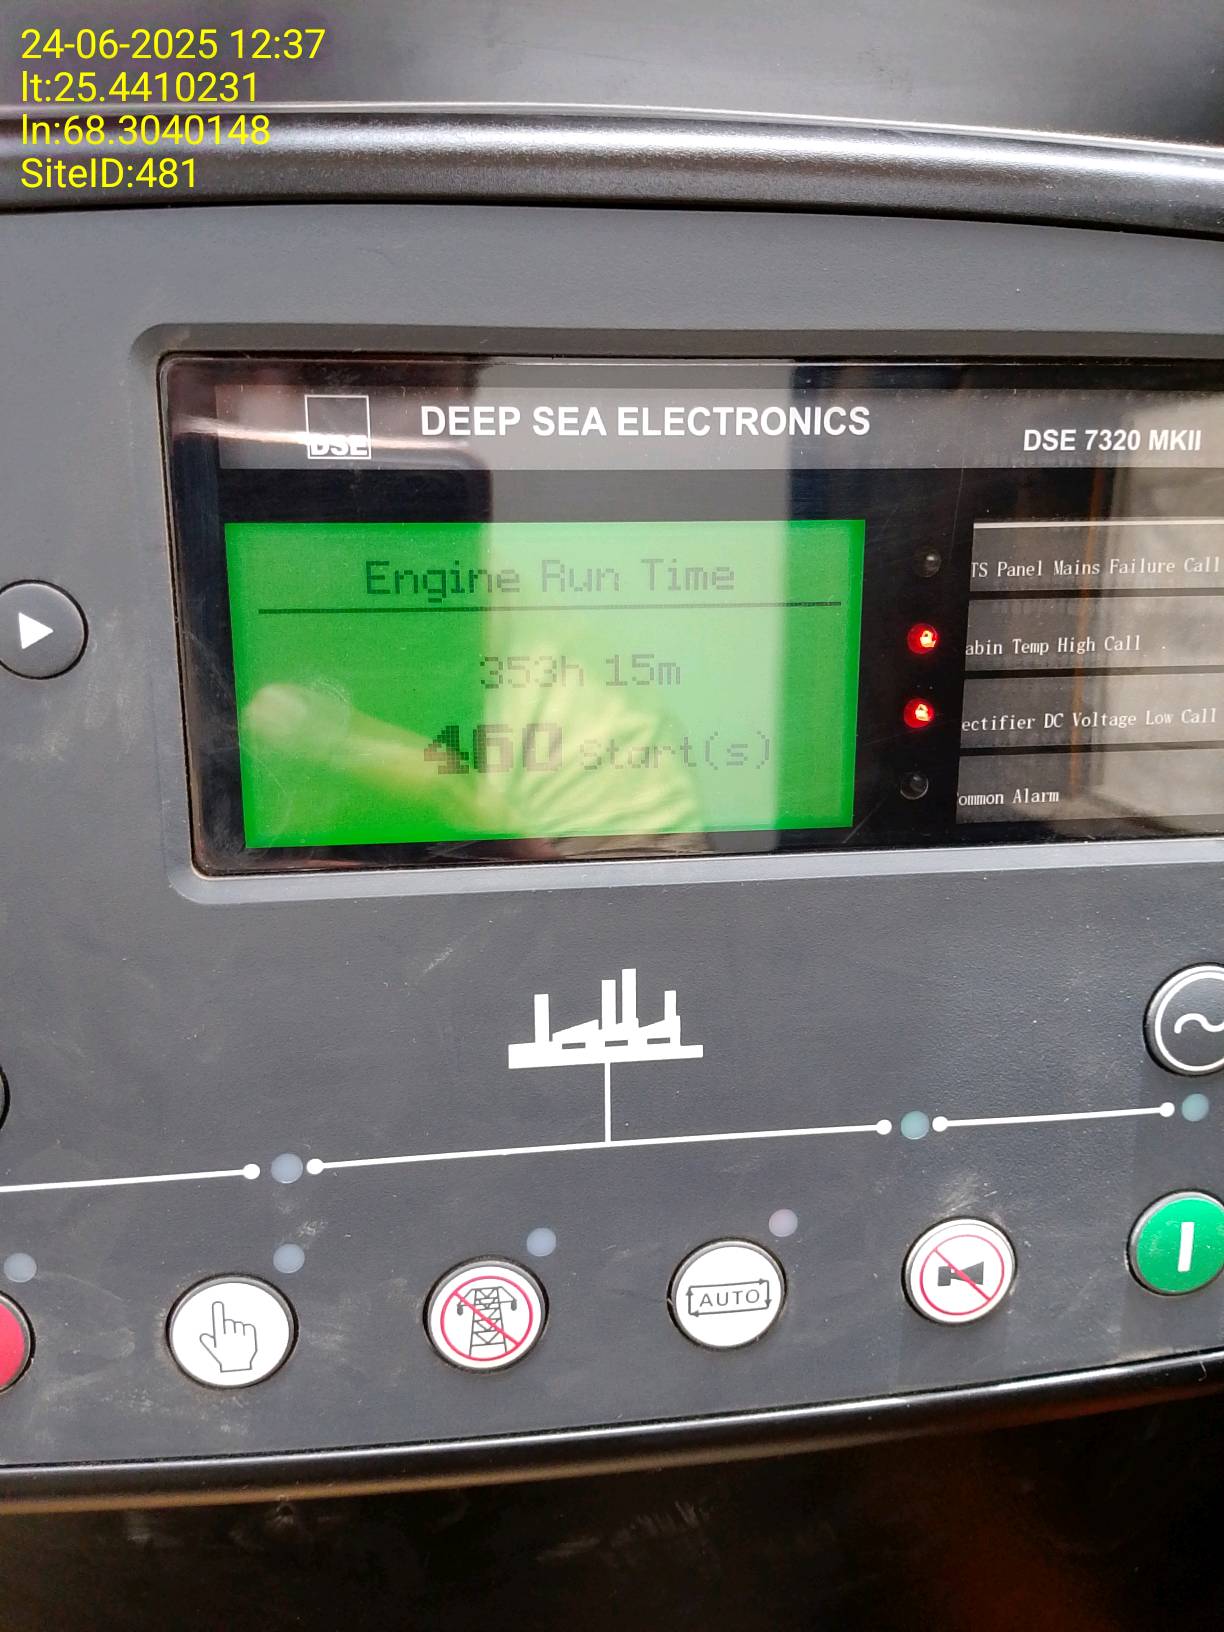 24-06-2025 12:37
lt:25.4410231
ln:68.3040148
SiteID:481
DSE
DEEP SEA ELECTRONICS
DSE 7320 MKII
Engine Run Time
353h 15m
460 Start(s)
TS Panel Mains Failure Call
abin Temp High Call
ectifier DC Voltage Low Call
ommon Alarm
AUTO